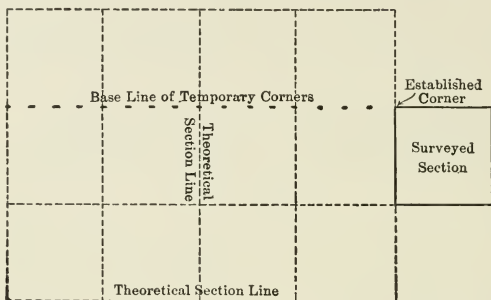 Established
Corner
Base Line of Temporary Corners
Surveyed
Section
Theoretical
Section Line
Theoretical Section Line